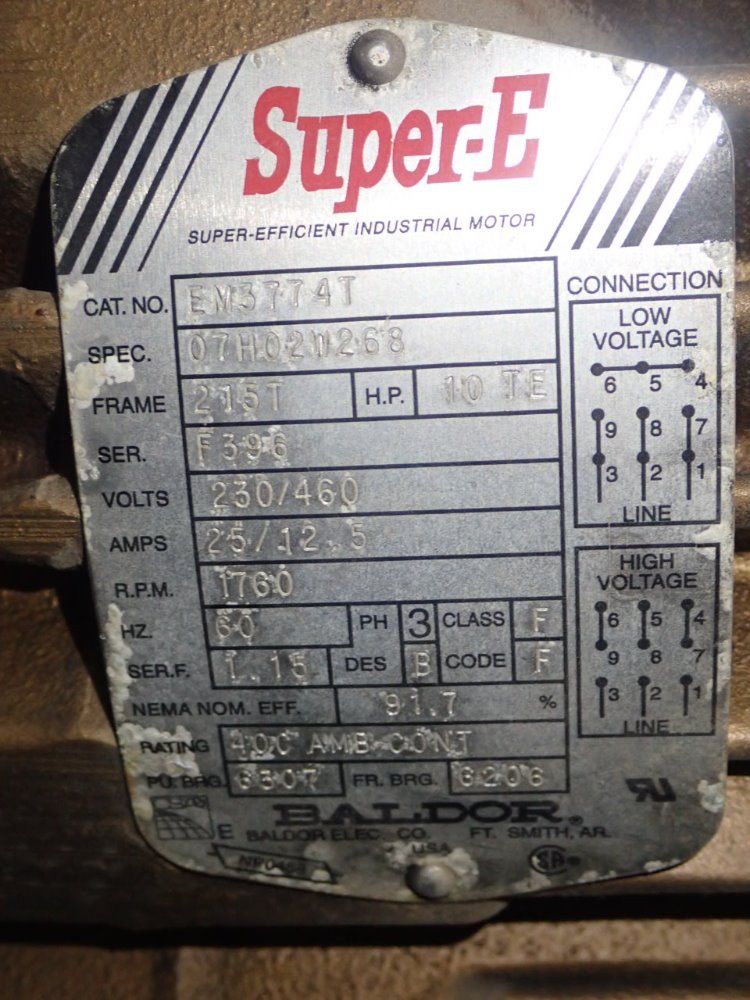 Super-E
SUPER-EFFICIENT INDUSTRIAL MOTOR
CAT. NO. EM3774T
SPEC. 07H02W268
FRAME 215T H.P. 10 TE
SER. F396
VOLTS 230/460
AMPS 25/12.5
R.P.M. 1760
HZ. 60 PH 3 CLASS F
SER.F. 1.15 DES B CODE F
NEMA NOM. EFF. 91.7 %
RATING 40C AMB-CONT
PU. BRG. 6307 FR. BRG. 6206
BALDOR®
E BALDOR ELEC. CO. FT. SMITH, AR.
USA
CONNECTION
LOW
VOLTAGE
6 5 4
9 8 7
3 2 1
LINE
HIGH
VOLTAGE
6 5 4
9 8 7
3 2 1
LINE